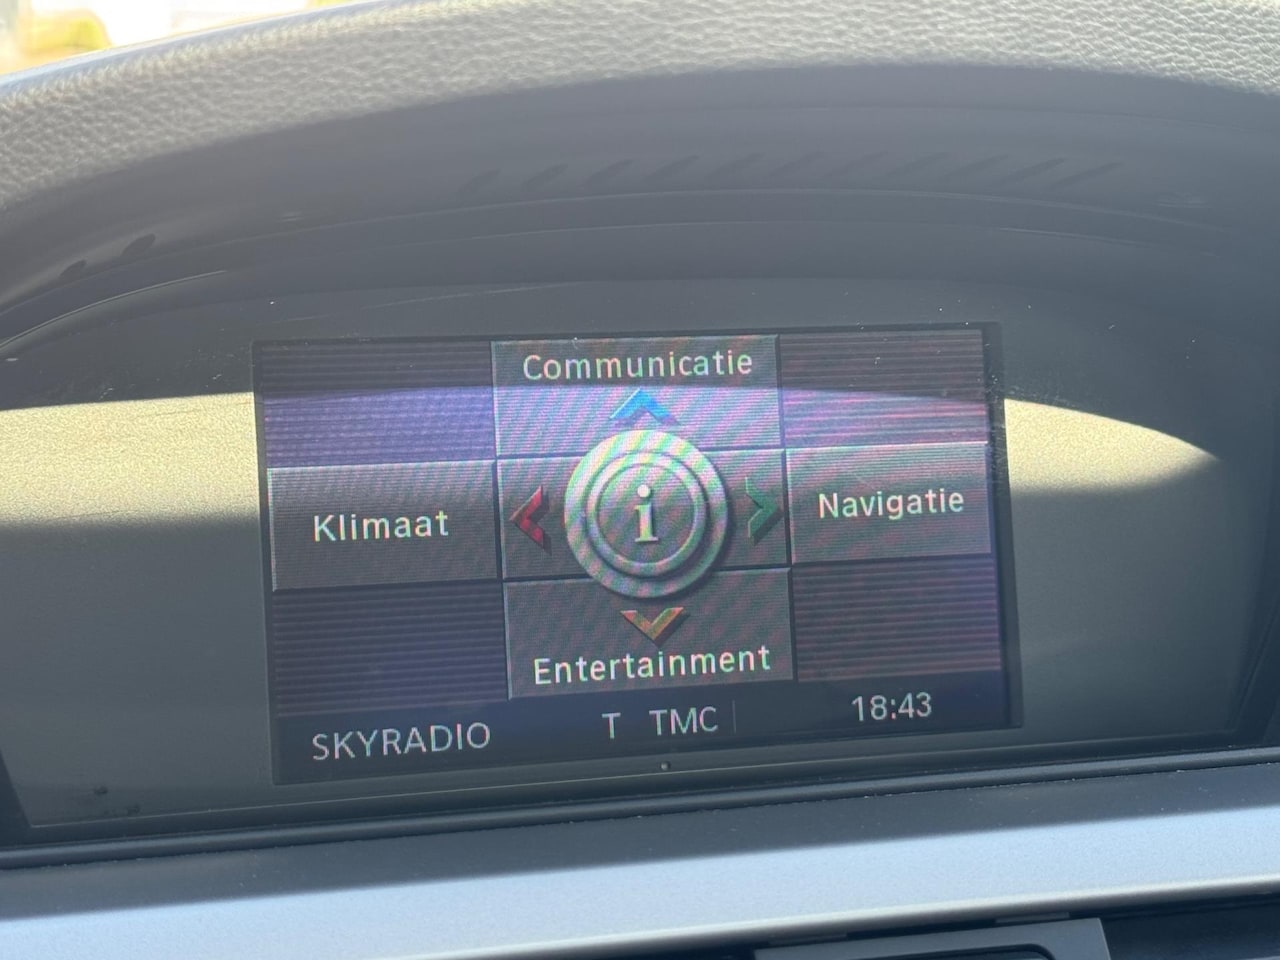 Communicatie
Klimaat
i
Navigatie
Entertainment
SKYRADIO
T TMC
18:43